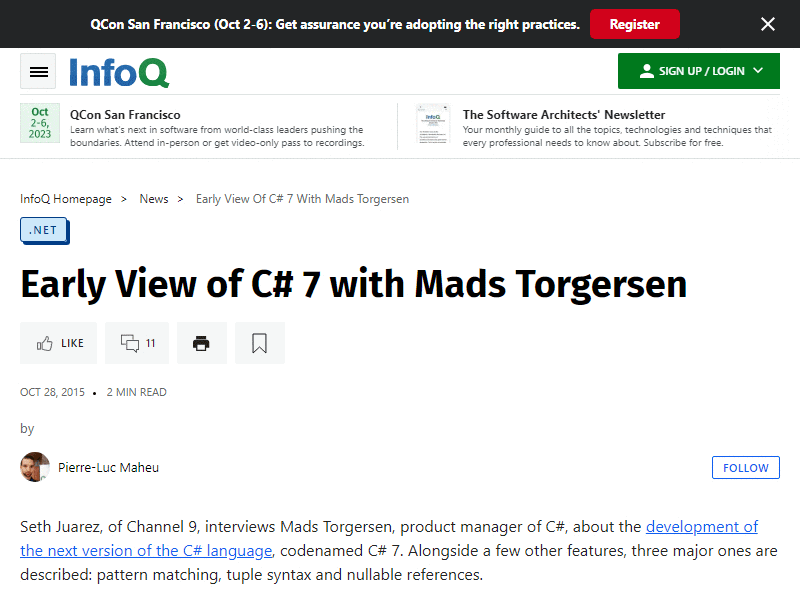 QCon San Francisco (Oct 2-6): Get assurance you're adopting the right practices.
Register
InfoQ
SIGN UP / LOGIN
Oct
2-6,
2023
QCon San Francisco
Learn what's next in software from world-class leaders pushing the
boundaries. Attend in-person or get video-only pass to recordings.
InfoQ
The Software Architects' Newsletter
Your monthly guide to all the topics, technologies and techniques that
every professional needs to know about. Subscribe for free.
InfoQ Homepage > News > Early View Of C# 7 With Mads Torgersen
.NET
Early View of C# 7 with Mads Torgersen
LIKE
11
OCT 28, 2015 • 2 MIN READ
by
Pierre-Luc Maheu
FOLLOW
Seth Juarez, of Channel 9, interviews Mads Torgersen, product manager of C#, about the development of
the next version of the C# language, codenamed C# 7. Alongside a few other features, three major ones are
described: pattern matching, tuple syntax and nullable references.